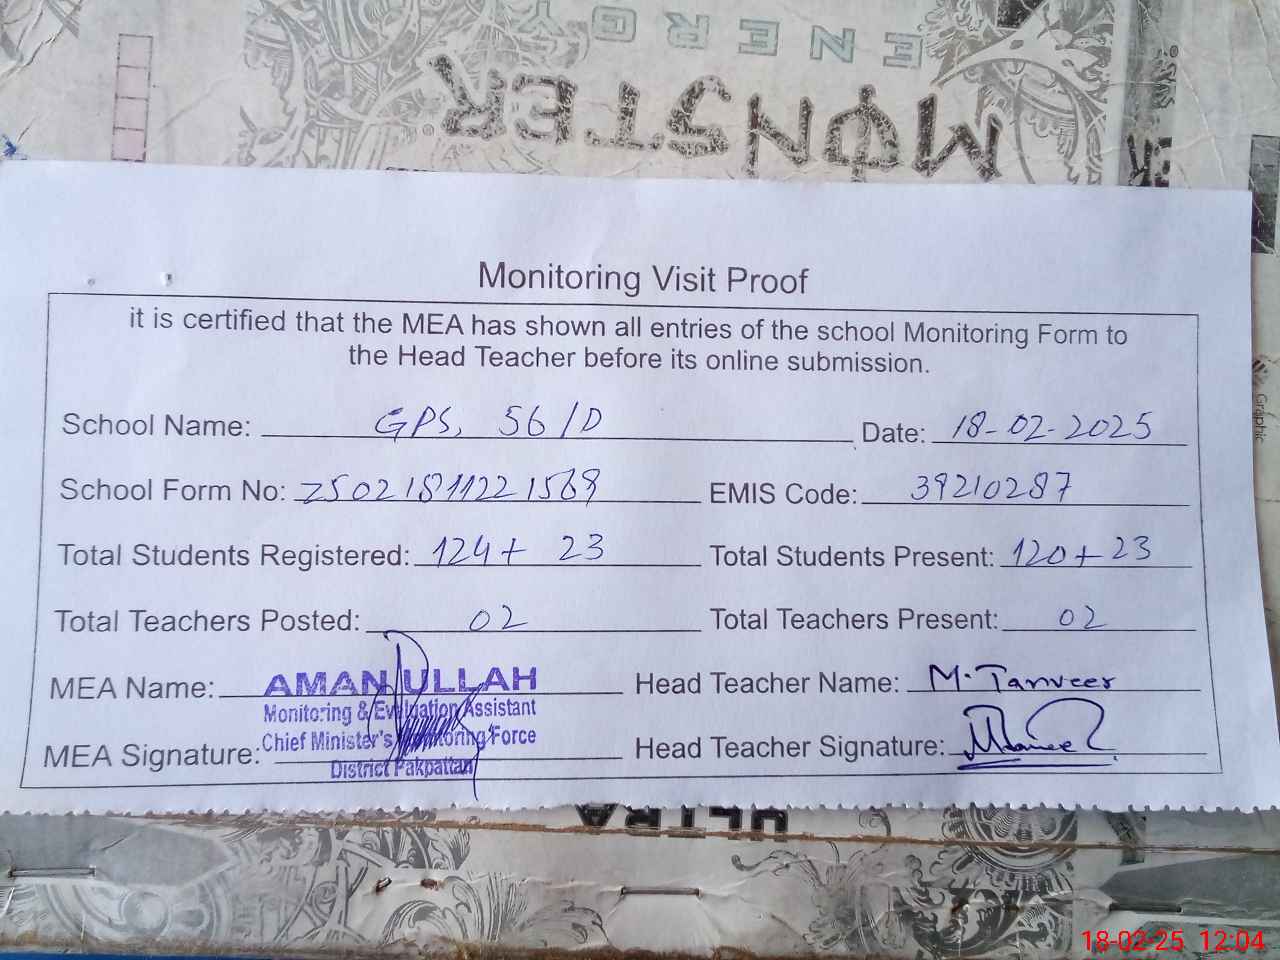 ENERGY
MONSTER
Monitoring Visit Proof
it is certified that the MEA has shown all entries of the school Monitoring Form to
the Head Teacher before its online submission.
School Name: GPS, 56/D Date: 18-02-2025
School Form No: 25021811221569 EMIS Code: 39210287
Total Students Registered: 124+ 23 Total Students Present: 120+23
Total Teachers Posted: 02 Total Teachers Present: 02
MEA Name: AMAN ULLAH Head Teacher Name: M. Tanveer
Monitoring & Evaluation Assistant
Chief Minister's Monitoring Force
MEA Signature: Head Teacher Signature:
District Pakpattan
ULTRA
Graphic
18-02-25 12:04